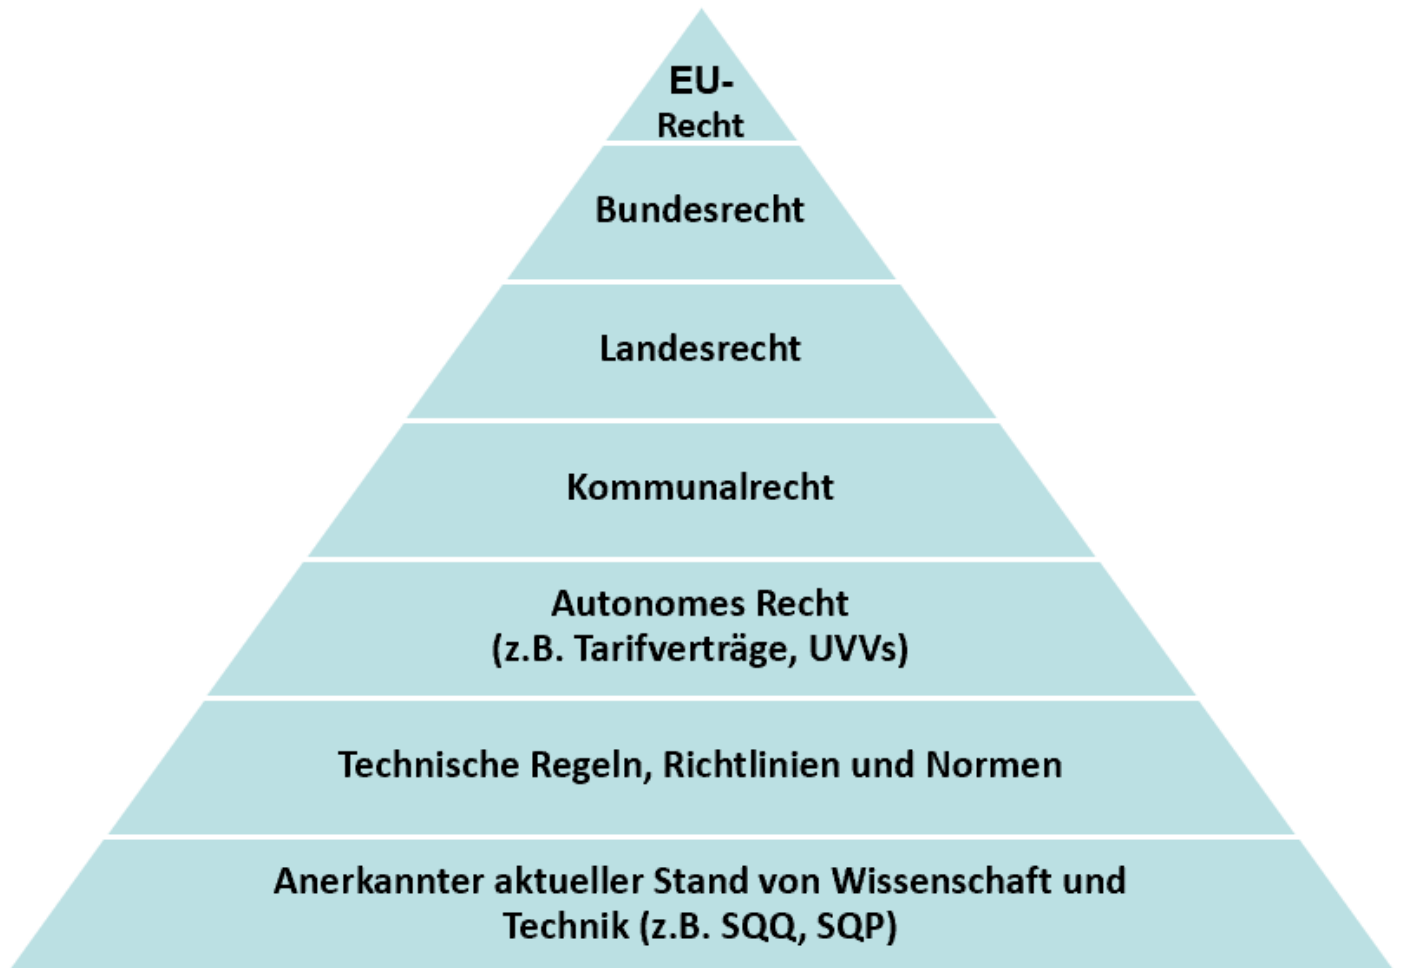 EU-
Recht
Bundesrecht
Landesrecht
Kommunalrecht
Autonomes Recht
(z.B. Tarifverträge, UVVs)
Technische Regeln, Richtlinien und Normen
Anerkannter aktueller Stand von Wissenschaft und
Technik (z.B. SQQ, SQP)